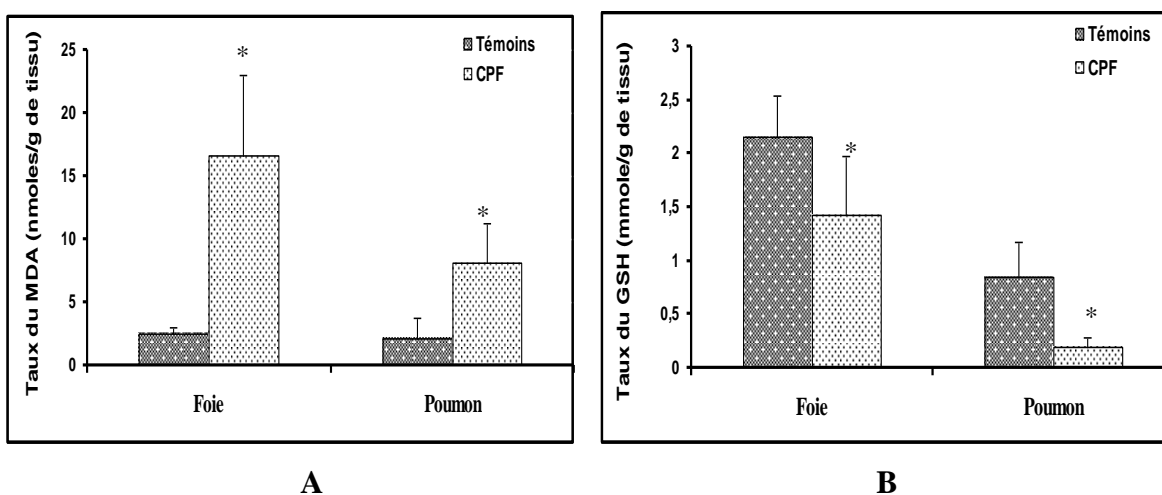 Taux du MDA (nmoles/g de tissu)
25
20
15
10
5
0
Témoins
CPF
*
*
Foie
Poumon
A
Taux du GSH (mmole/g de tissu)
3
2,5
2
1,5
1
0,5
0
Témoins
CPF
*
*
Foie
Poumon
B